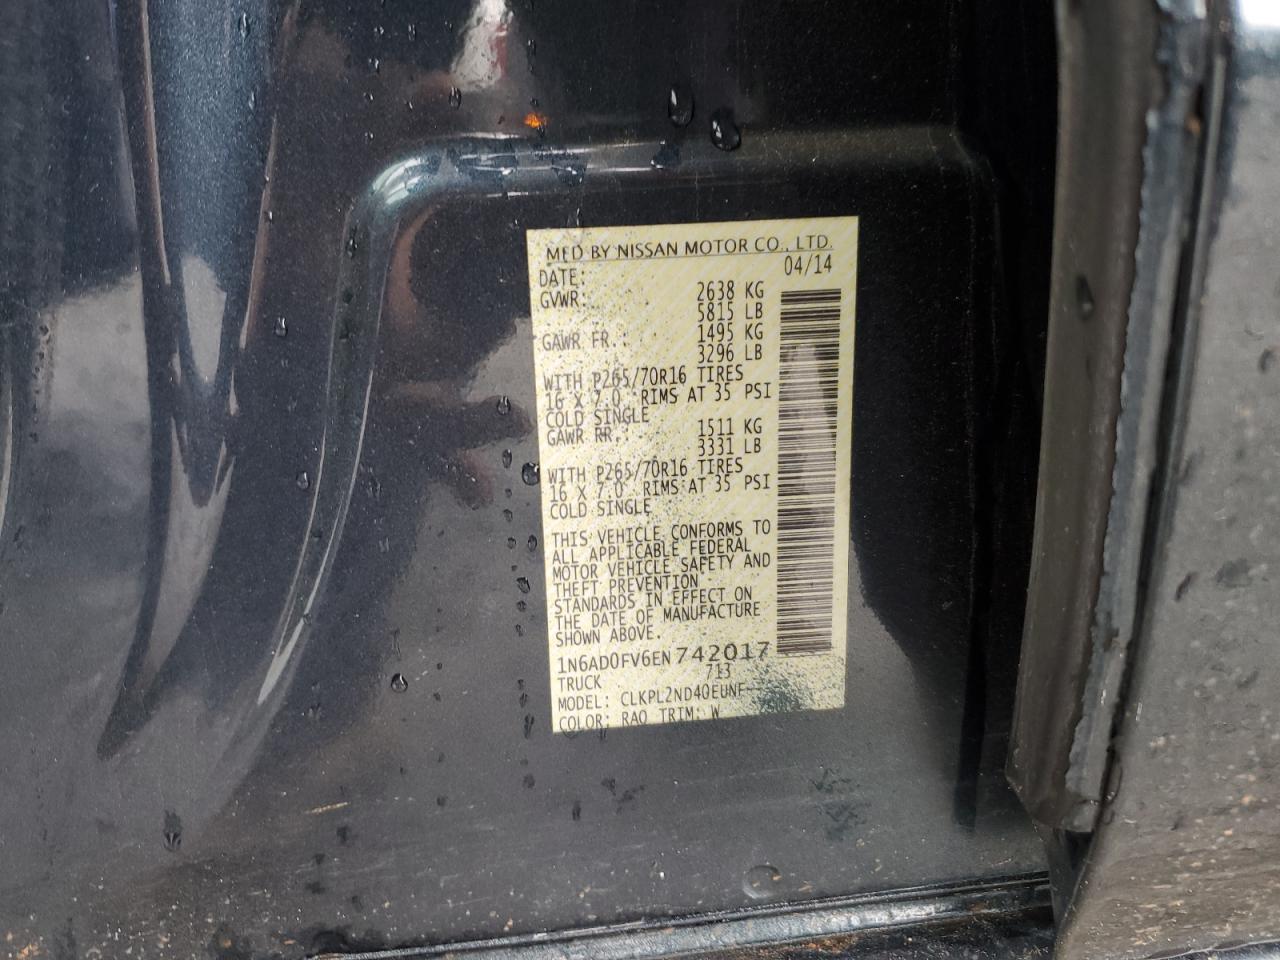 MFD BY NISSAN MOTOR CO., LTD.
DATE: 04/14
GVWR: 2638 KG
5815 LB
GAWR FR.: 1495 KG
3296 LB
WITH P265/70R16 TIRES
16 X 7.0 RIMS AT 35 PSI
COLD SINGLE
GAWR RR.: 1511 KG
3331 LB
WITH P265/70R16 TIRES
16 X 7.0 RIMS AT 35 PSI
COLD SINGLE
THIS VEHICLE CONFORMS TO
ALL APPLICABLE FEDERAL
MOTOR VEHICLE SAFETY AND
THEFT PREVENTION
STANDARDS IN EFFECT ON
THE DATE OF MANUFACTURE
SHOWN ABOVE.
1N6AD0FV6EN742017
TRUCK 713
MODEL: CLKPL2ND40EUNF--
COLOR: RAQ TRIM: W